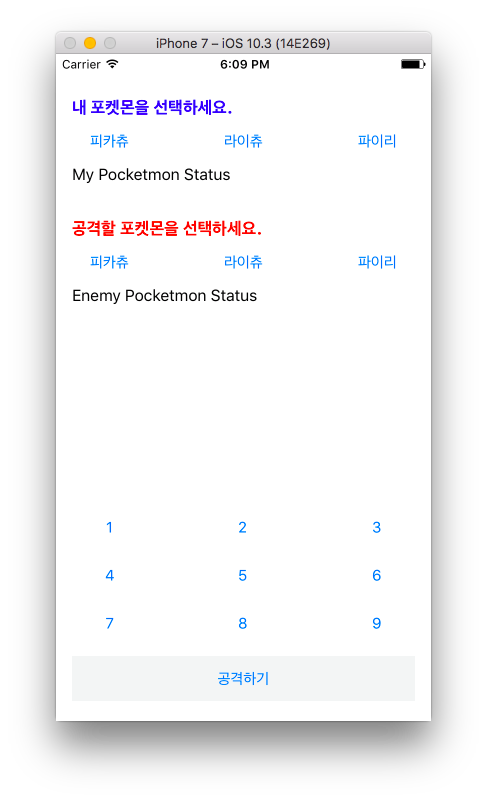 iPhone 7 – iOS 10.3 (14E269)
Carrier 6:09 PM
내 포켓몬을 선택하세요.
피카츄 라이츄 파이리
My Pocketmon Status
공격할 포켓몬을 선택하세요.
피카츄 라이츄 파이리
Enemy Pocketmon Status
1 2 3
4 5 6
7 8 9
공격하기